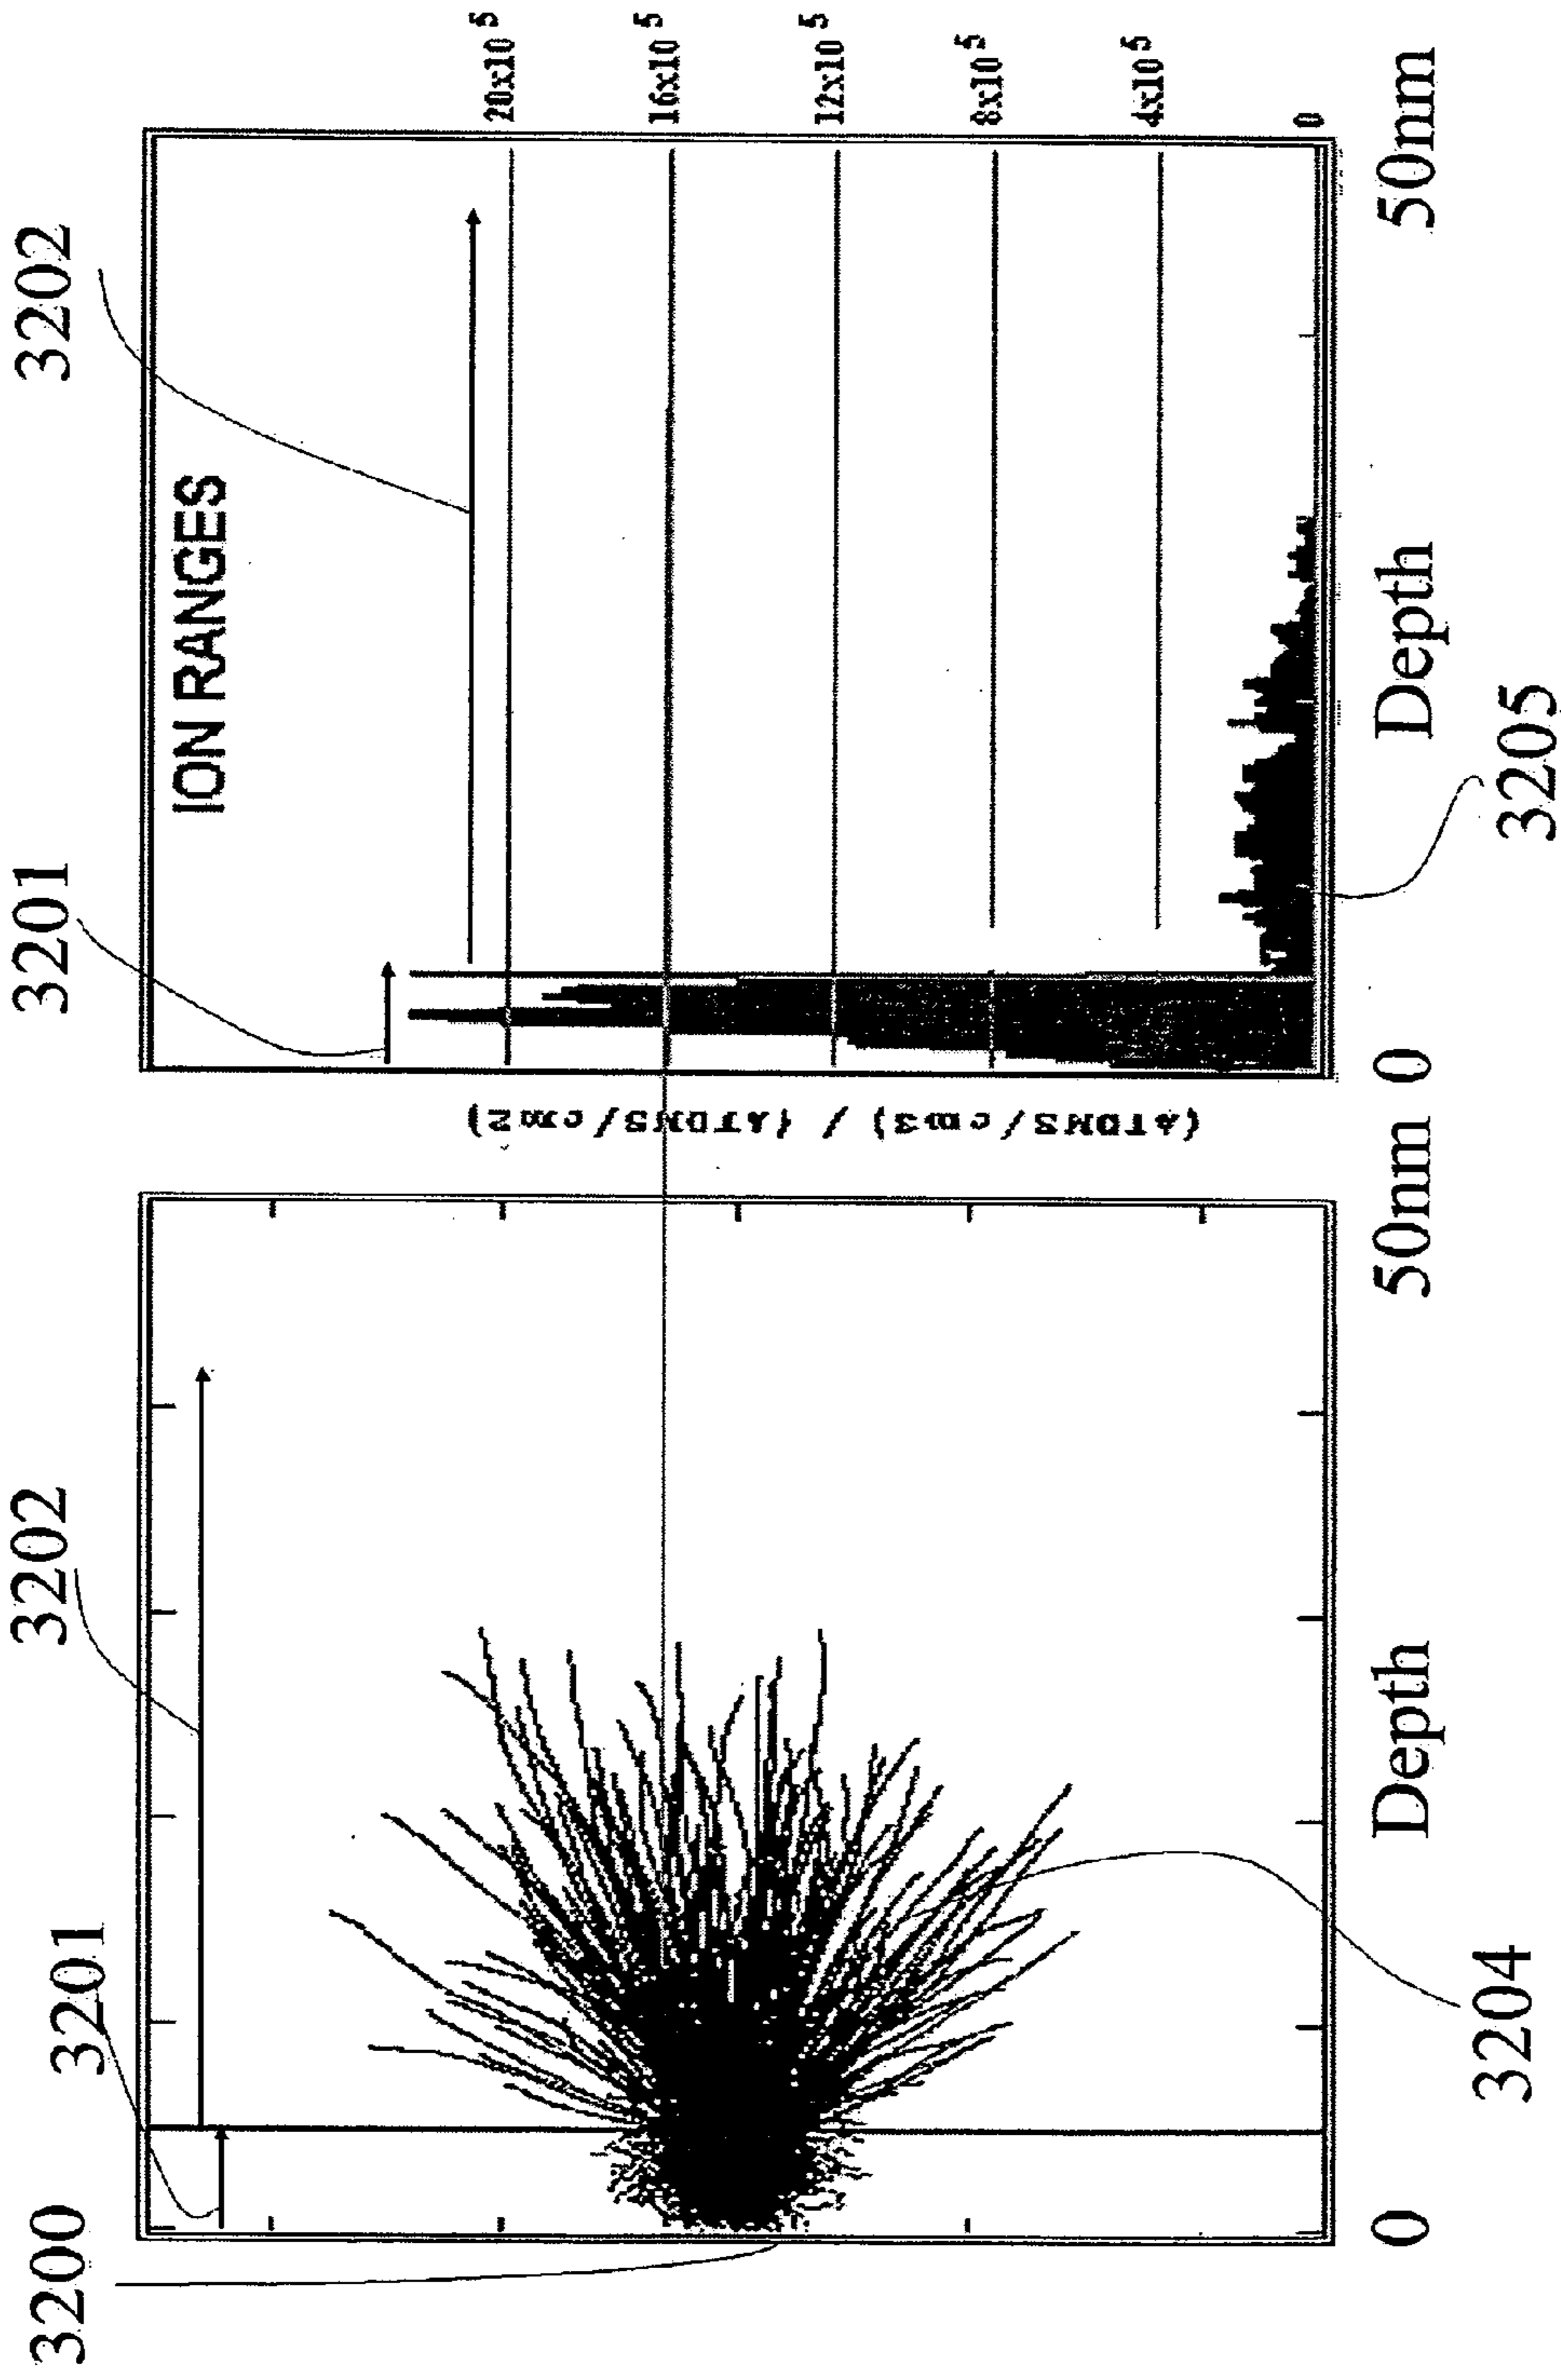 3200
3201
3202
0
Depth
50nm
3204
3201
3202
ION RANGES
(ATOMS/cm3) / (ATOMS/cm2)
20x10 5
16x10 5
12x10 5
8x10 5
4x10 5
0
0
Depth
50nm
3205